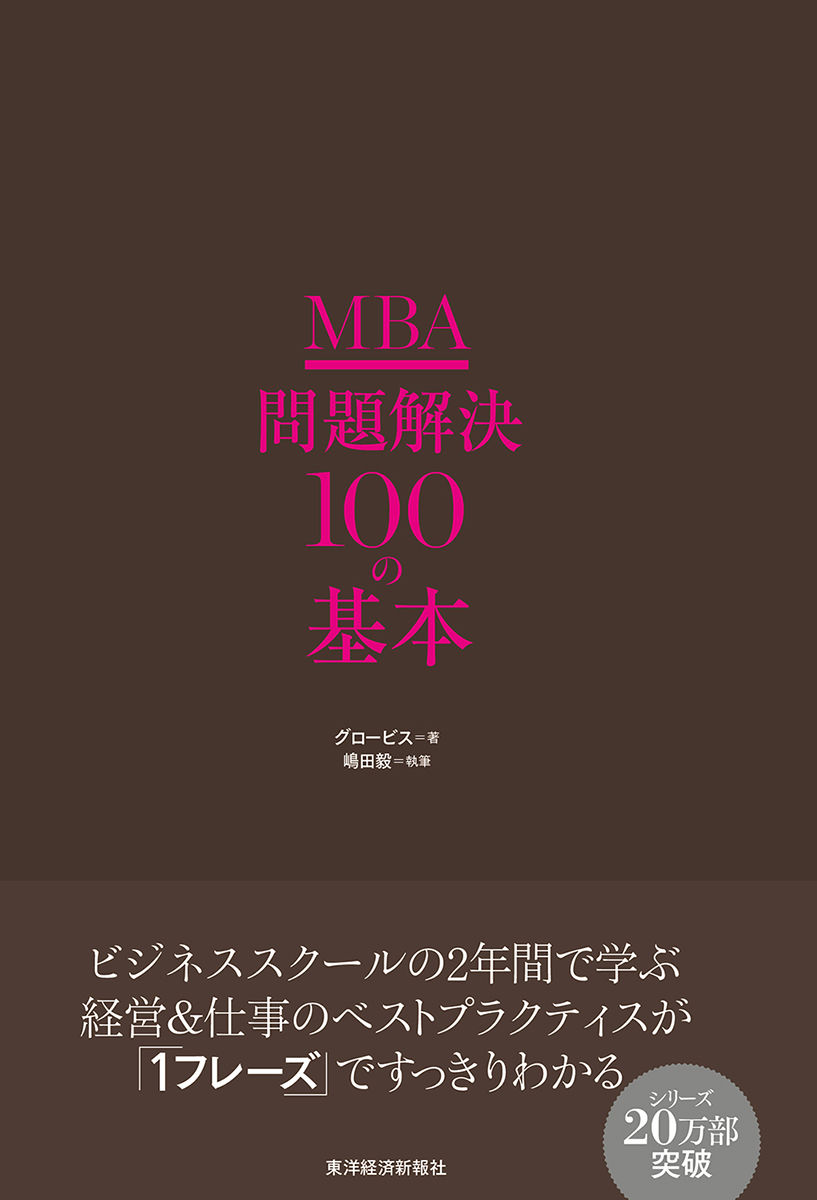 MBA
問題解決
100
の
基本
グロービス=著
嶋田毅=執筆
ビジネススクールの2年間で学ぶ
経営&仕事のベストプラクティスが
「1フレーズ」ですっきりわかる
シリーズ
20万部
突破
東洋経済新報社